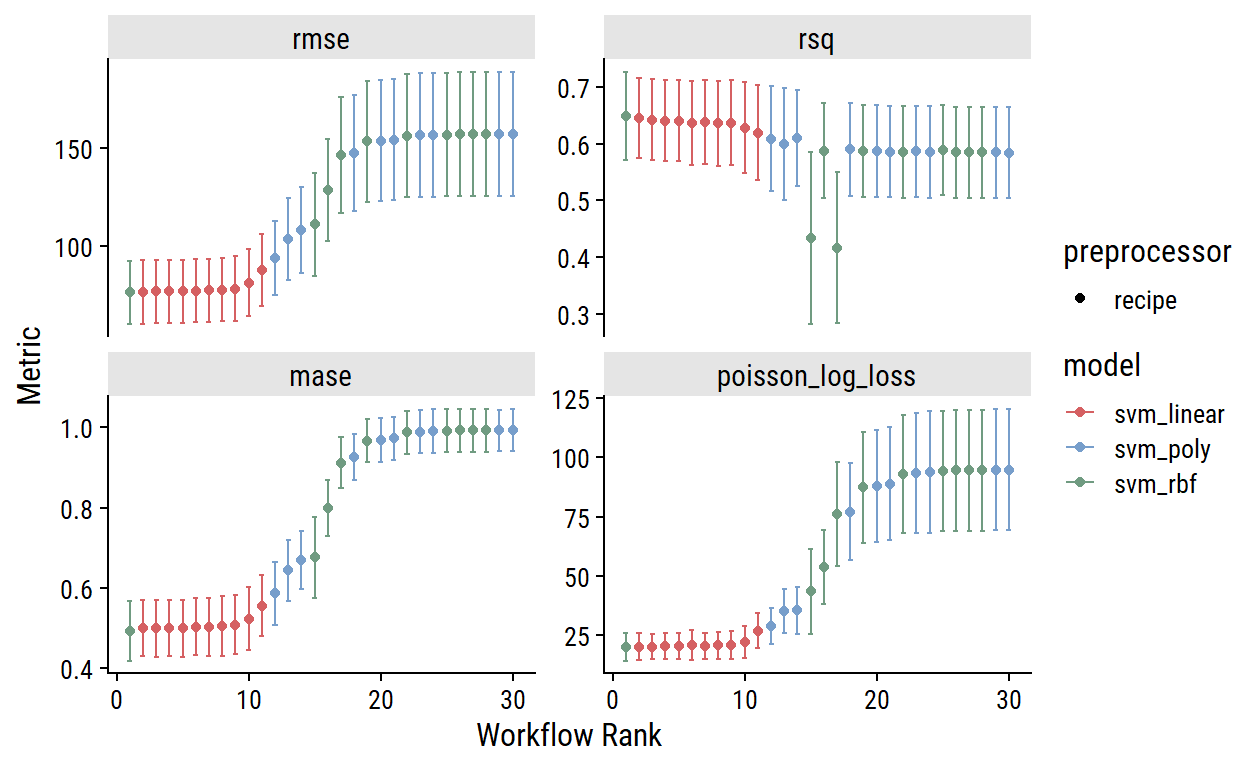 rmse
rsq
150
100
0.7
0.6
0.5
0.4
0.3
mase
poisson_log_loss
1.0
0.8
0.6
0.4
125
100
75
50
25
0 10 20 30
0 10 20 30
Metric
Workflow Rank
preprocessor
recipe
model
svm_linear
svm_poly
svm_rbf